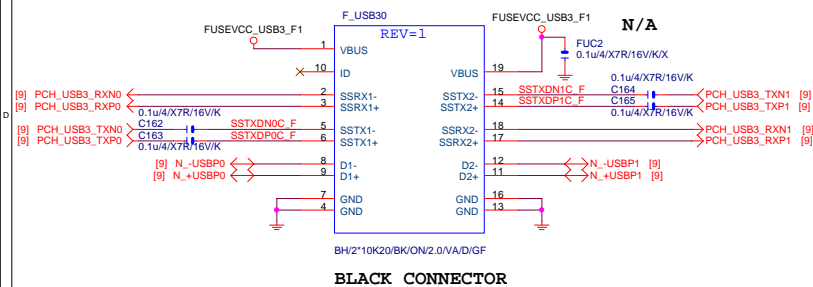 F_USB30
FUSEVCC_USB3_F1
REV=1
FUSEVCC_USB3_F1
N/A
1
VBUS
FUC2
0.1u/4/X7R/16V/K/X
10
ID
VBUS
19
0.1u/4/X7R/16V/K
[9] PCH_USB3_RXN0
2
SSRX1-
SSTX2-
15
SSTXDN1C_F
C164
PCH_USB3_TXN1 [9]
[9] PCH_USB3_RXP0
3
SSRX1+
SSTX2+
14
SSTXDP1C_F
C165
PCH_USB3_TXP1 [9]
0.1u/4/X7R/16V/K
0.1u/4/X7R/16V/K
D
[9] PCH_USB3_TXN0
C162
SSTXDN0C_F
5
SSTX1-
SSRX2-
18
PCH_USB3_RXN1 [9]
[9] PCH_USB3_TXP0
C163
SSTXDP0C_F
6
SSTX1+
SSRX2+
17
PCH_USB3_RXP1 [9]
0.1u/4/X7R/16V/K
[9] N_-USBP0
8
D1-
D2-
12
N_-USBP1 [9]
[9] N_+USBP0
9
D1+
D2+
11
N_+USBP1 [9]
7
GND
GND
16
4
GND
GND
13
BH/2*10K20/BK/ON/2.0/VA/D/GF
BLACK CONNECTOR